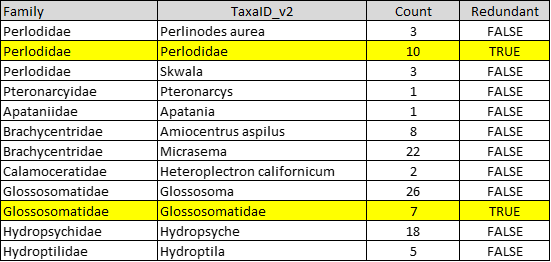 Family TaxaID_v2 Count Redundant
Perlodidae Perlinodes aurea 3 FALSE
Perlodidae Perlodidae 10 TRUE
Perlodidae Skwala 3 FALSE
Pteronarcyidae Pteronarcys 1 FALSE
Apataniidae Apatania 1 FALSE
Brachycentridae Amiocentrus aspilus 8 FALSE
Brachycentridae Micrasema 22 FALSE
Calamoceratidae Heteroplectron californicum 2 FALSE
Glossosomatidae Glossosoma 26 FALSE
Glossosomatidae Glossosomatidae 7 TRUE
Hydropsychidae Hydropsyche 18 FALSE
Hydroptilidae Hydroptila 5 FALSE